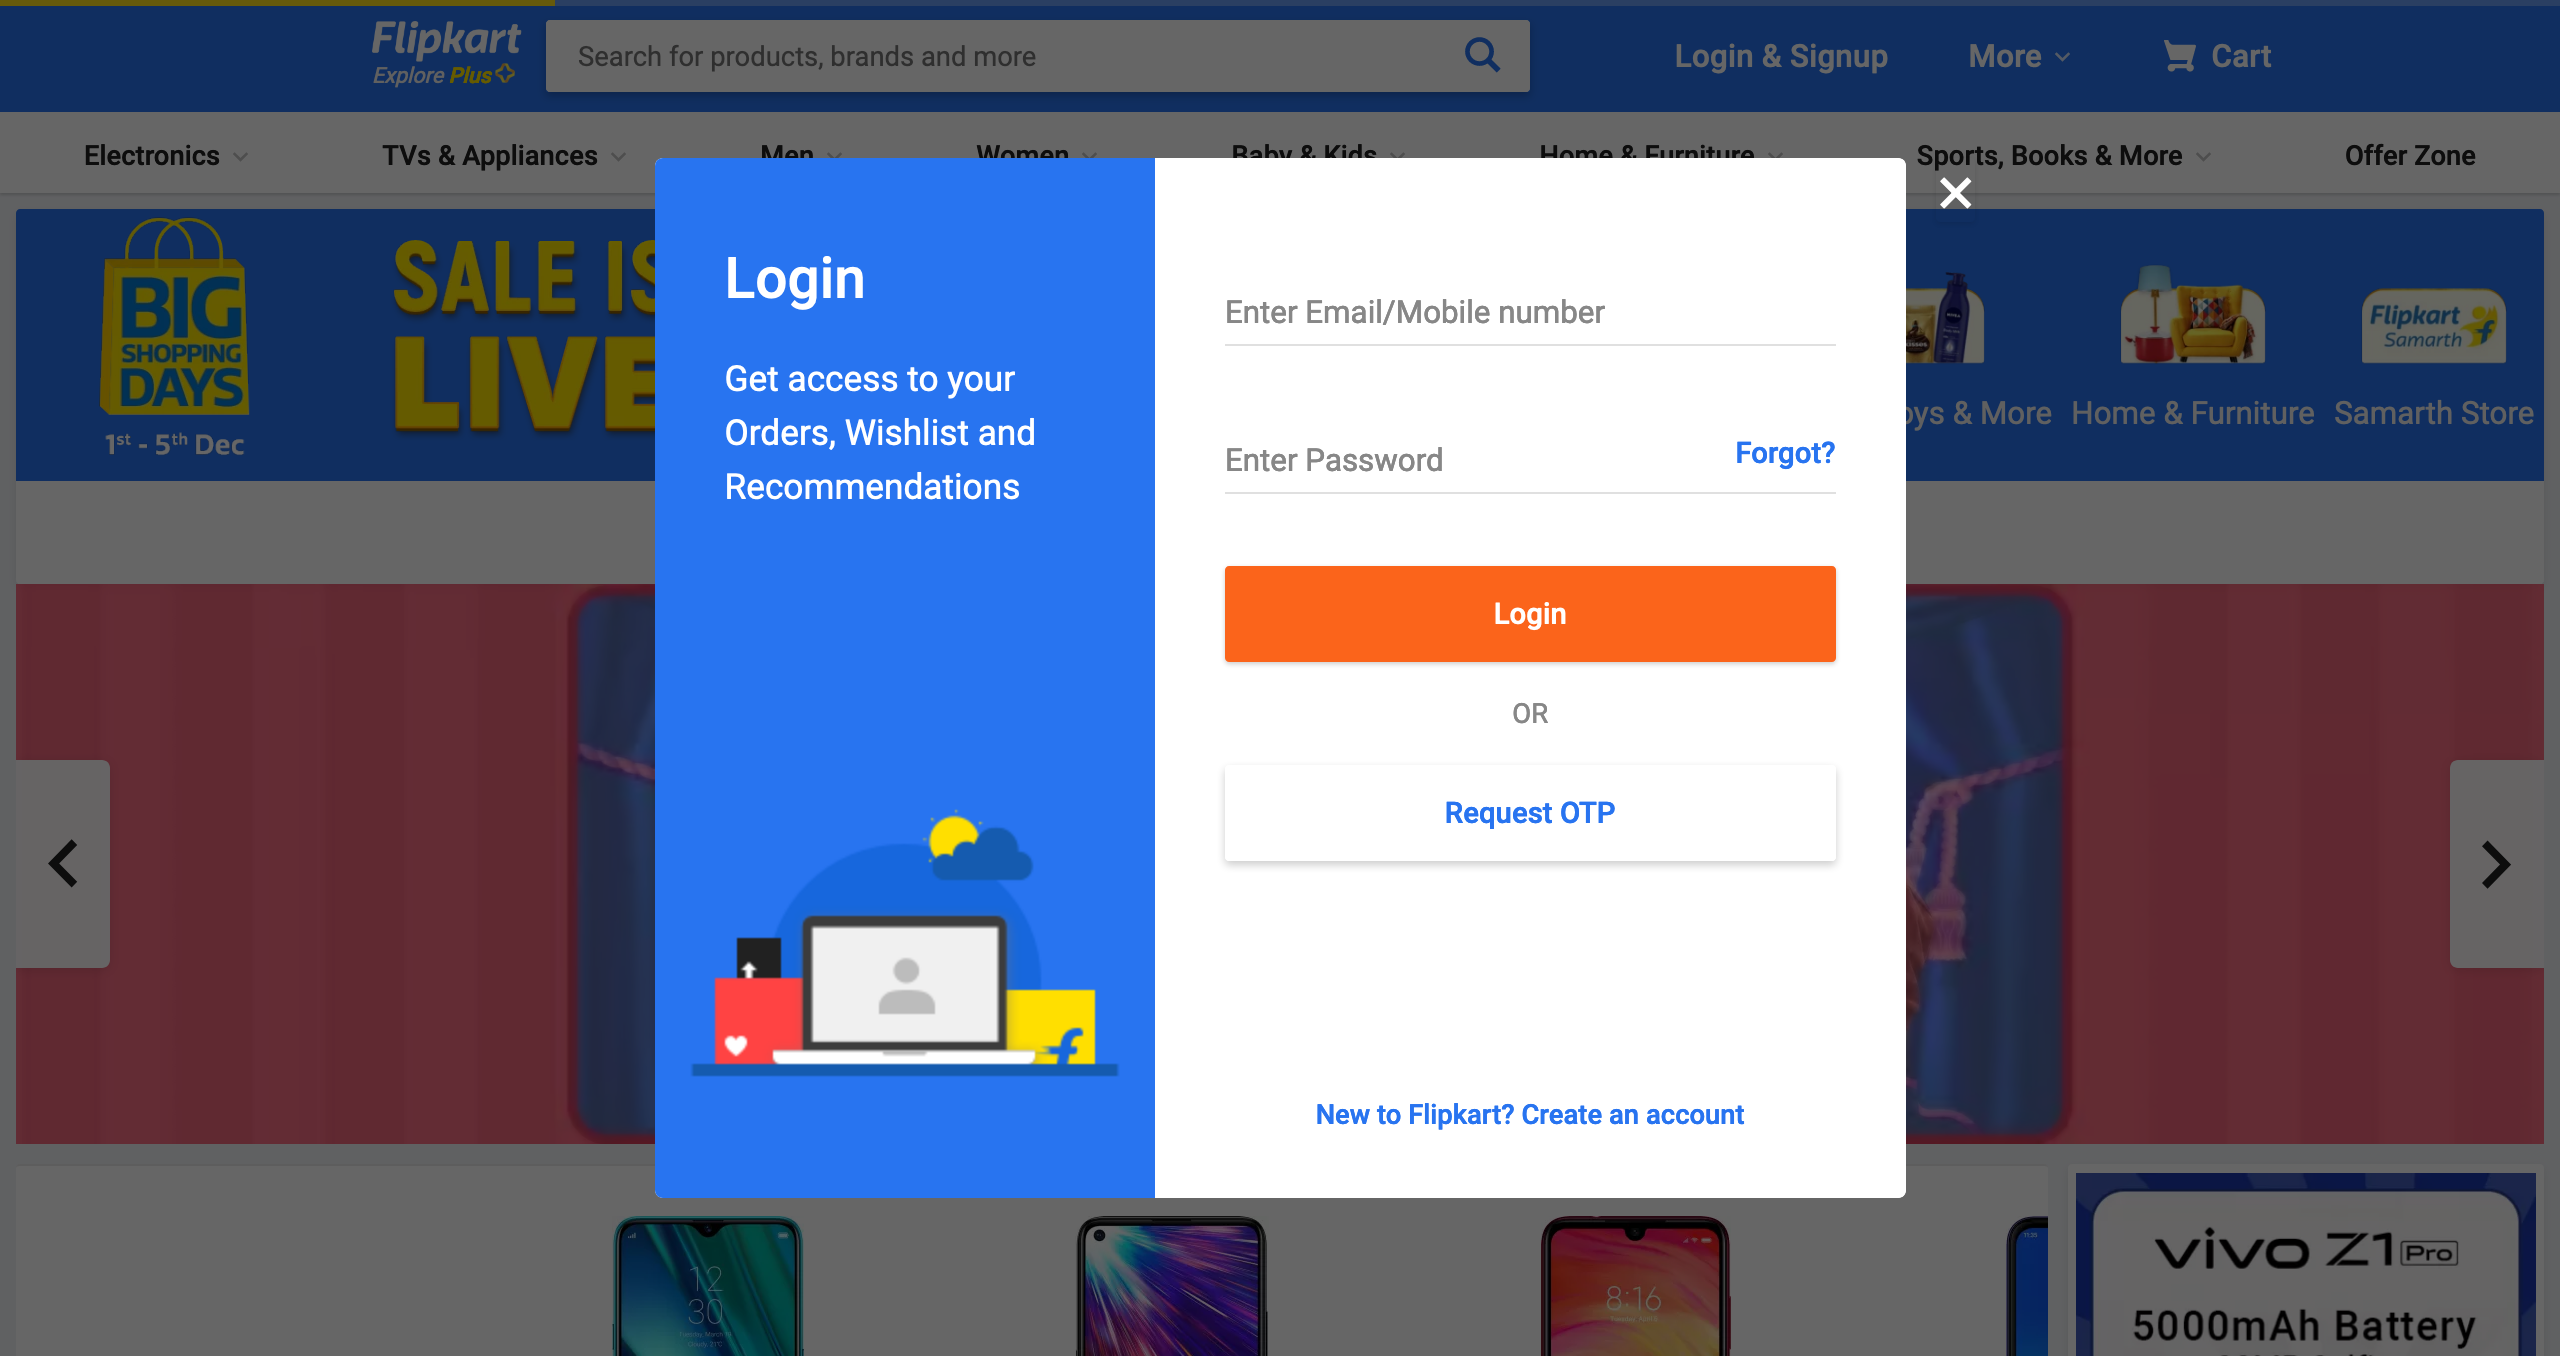 Flipkart
Explore Plus
Search for products, brands and more
Login & Signup
More
Cart
Electronics
TVs & Appliances
Men
Women
Baby & Kids
Home & Furniture
Sports, Books & More
Offer Zone
BIG
SHOPPING
DAYS
1st - 5th Dec
SALE IS
LIVE
Flipkart
Samarth
oys & More
Home & Furniture
Samarth Store
Login
Get access to your
Orders, Wishlist and
Recommendations
Enter Email/Mobile number
Enter Password
Forgot?
Login
OR
Request OTP
New to Flipkart? Create an account
12
30
8:16
vivo Z1 Pro
5000mAh Battery